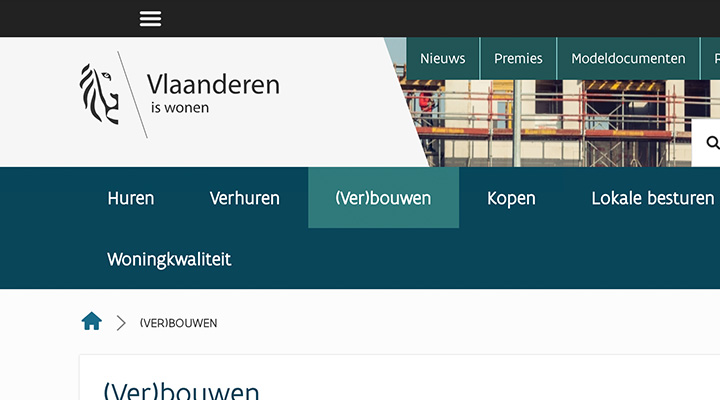 Nieuws Premies Modeldocumenten
Vlaanderen
is wonen
Huren Verhuren (Ver)bouwen Kopen Lokale besturen
Woningkwaliteit
(VER)BOUWEN
(Ver)bouwen